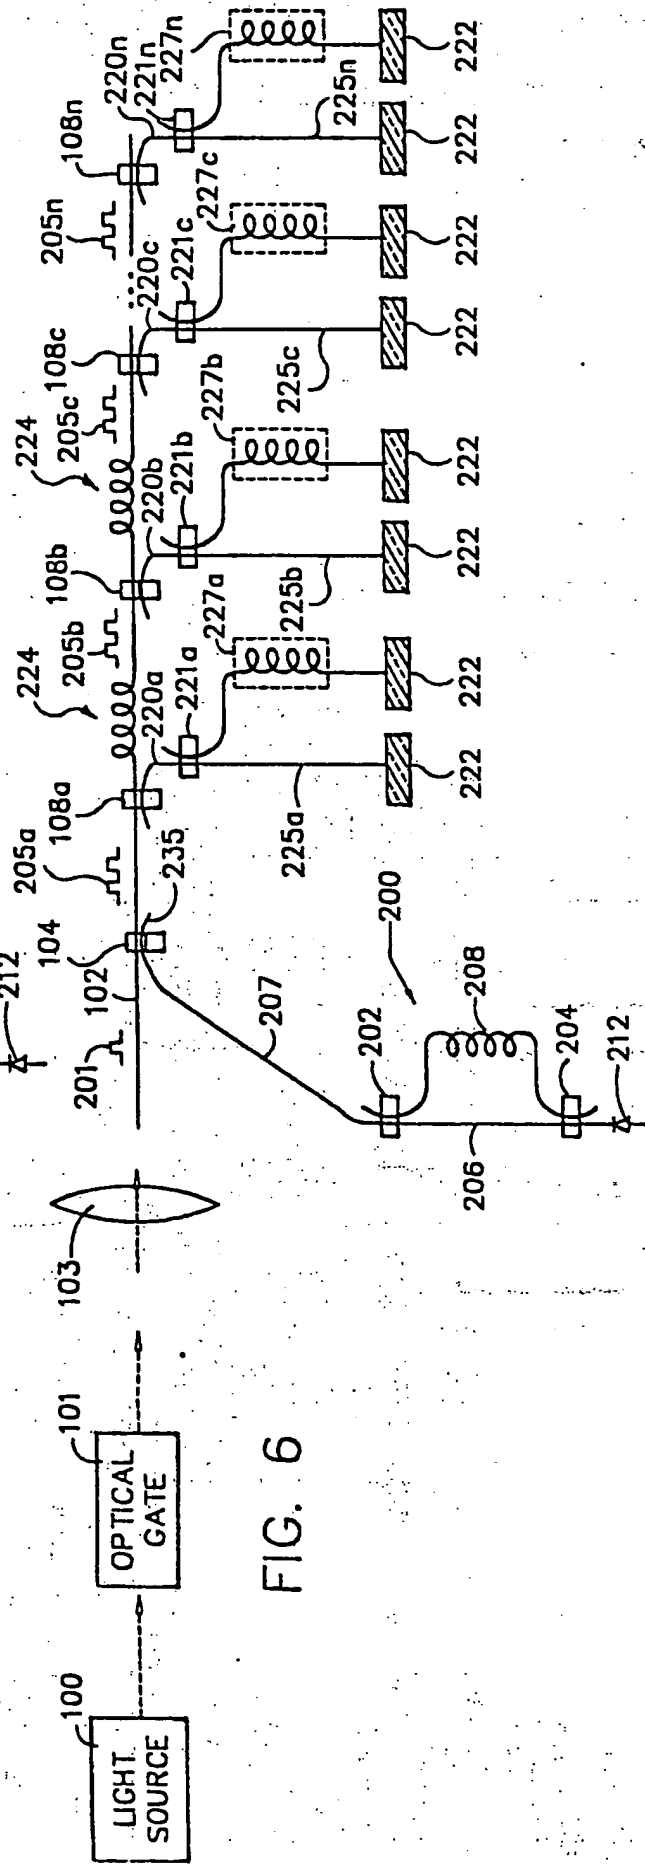 100
LIGHT
SOURCE
101
OPTICAL
GATE
103
212
201
102
104
205a
235
108a
224
205b
108b
224
205c
108c
205n
108n
220a
221a
227a
220b
221b
227b
220c
221c
227c
220n
221n
227n
207
225a
225b
225c
225n
222
222
222
222
222
222
222
222
200
202
208
206
204
212
FIG. 6